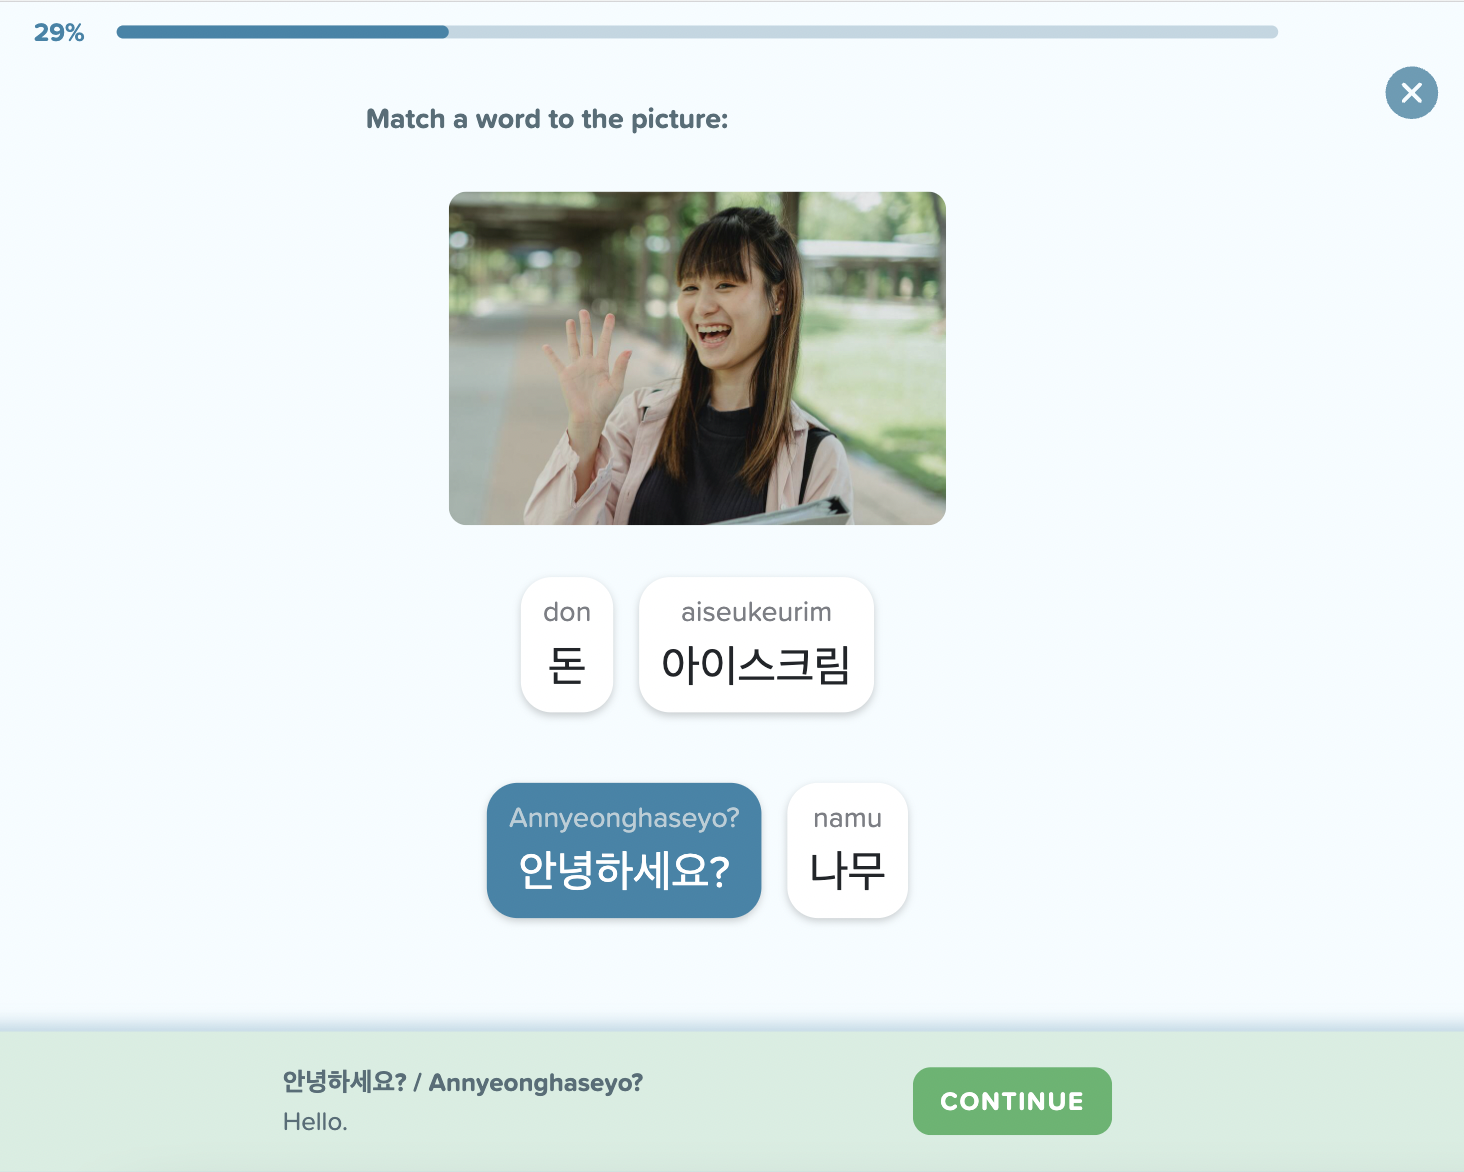 29%
Match a word to the picture:
don
돈
aiseukeurim
아이스크림
Annyeonghaseyo?
안녕하세요?
namu
나무
안녕하세요? / Annyeonghaseyo?
Hello.
CONTINUE